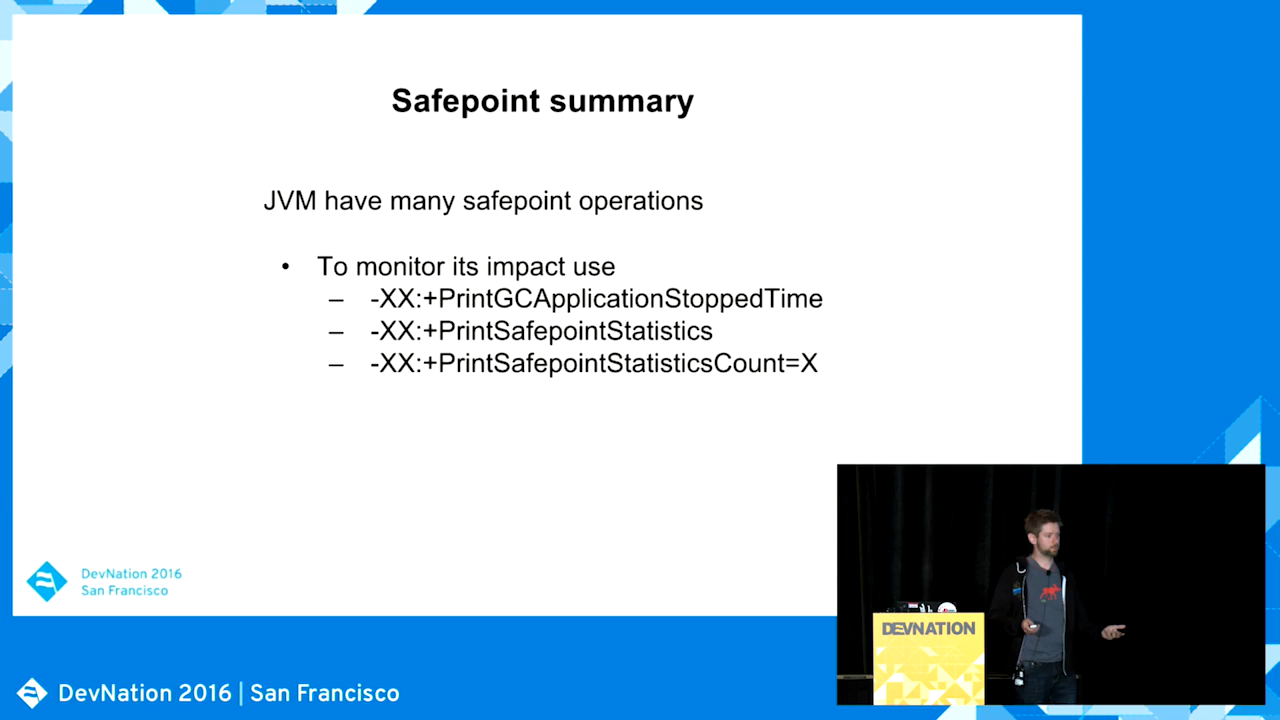 Safepoint summary
JVM have many safepoint operations
• To monitor its impact use
– -XX:+PrintGCApplicationStoppedTime
– -XX:+PrintSafepointStatistics
– -XX:+PrintSafepointStatisticsCount=X
DevNation 2016
San Francisco
DEVNATION
DevNation 2016 | San Francisco